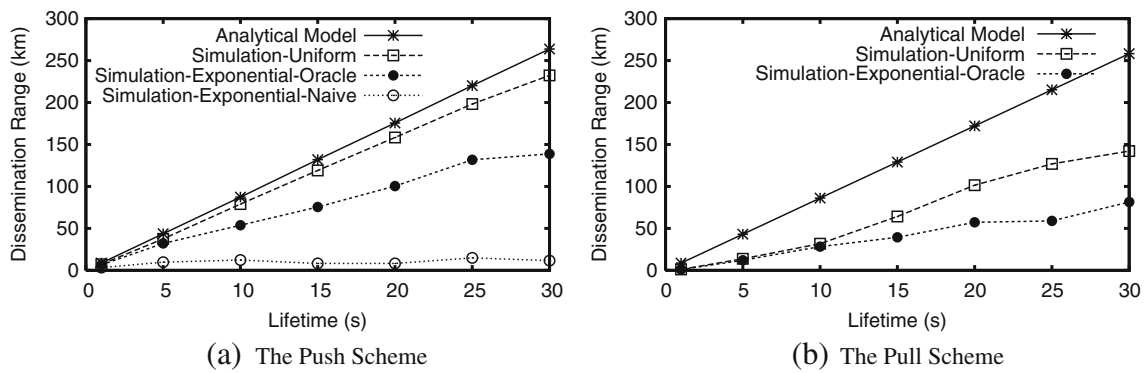 300
250
200
150
100
50
0
Dissemination Range (km)
Analytical Model
Simulation-Uniform
Simulation-Exponential-Oracle
Simulation-Exponential-Naive
0 5 10 15 20 25 30
Lifetime (s)
(a) The Push Scheme
300
250
200
150
100
50
0
Dissemination Range (km)
Analytical Model
Simulation-Uniform
Simulation-Exponential-Oracle
0 5 10 15 20 25 30
Lifetime (s)
(b) The Pull Scheme